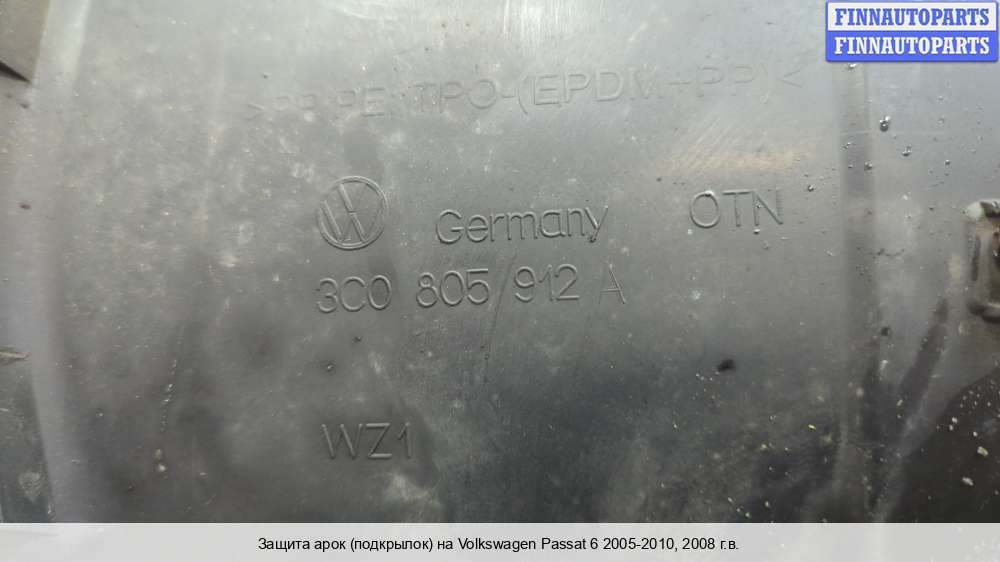 FINNAUTOPARTS
FINNAUTOPARTS
>PP/PE/TPO-(EPDM+PP)<
Germany OTN
3C0 805 912 A
WZ1
Защита арок (подкрылок) на Volkswagen Passat 6 2005-2010, 2008 г.в.